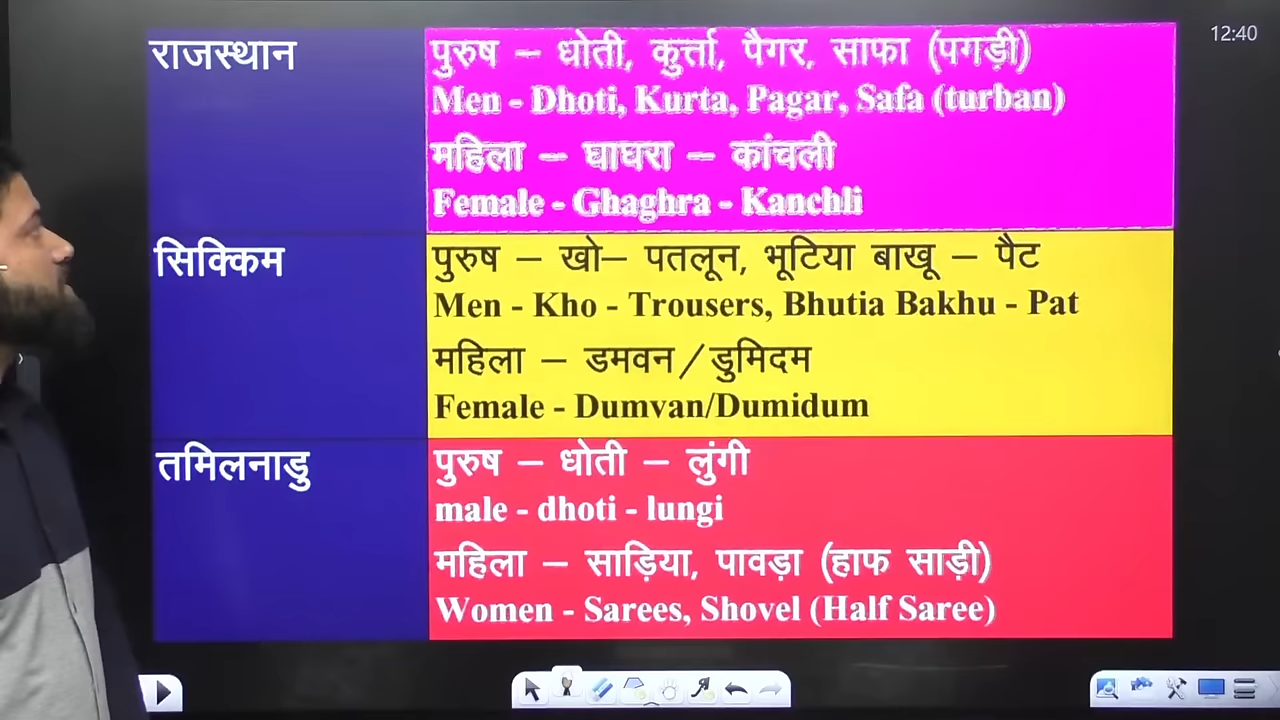 12:40
राजस्थान
पुरुष – धोती, कुर्त्ता, पैगर, साफा (पगड़ी)
Men - Dhoti, Kurta, Pagar, Safa (turban)
महिला – घाघरा – कांचली
Female - Ghaghra - Kanchli
सिक्किम
पुरुष – खो– पतलून, भूटिया बाखू – पैट
Men - Kho - Trousers, Bhutia Bakhu - Pat
महिला – डमवन/डुमिदम
Female - Dumvan/Dumidum
तमिलनाडु
पुरुष – धोती – लुंगी
male - dhoti - lungi
महिला – साड़िया, पावड़ा (हाफ साड़ी)
Women - Sarees, Shovel (Half Saree)